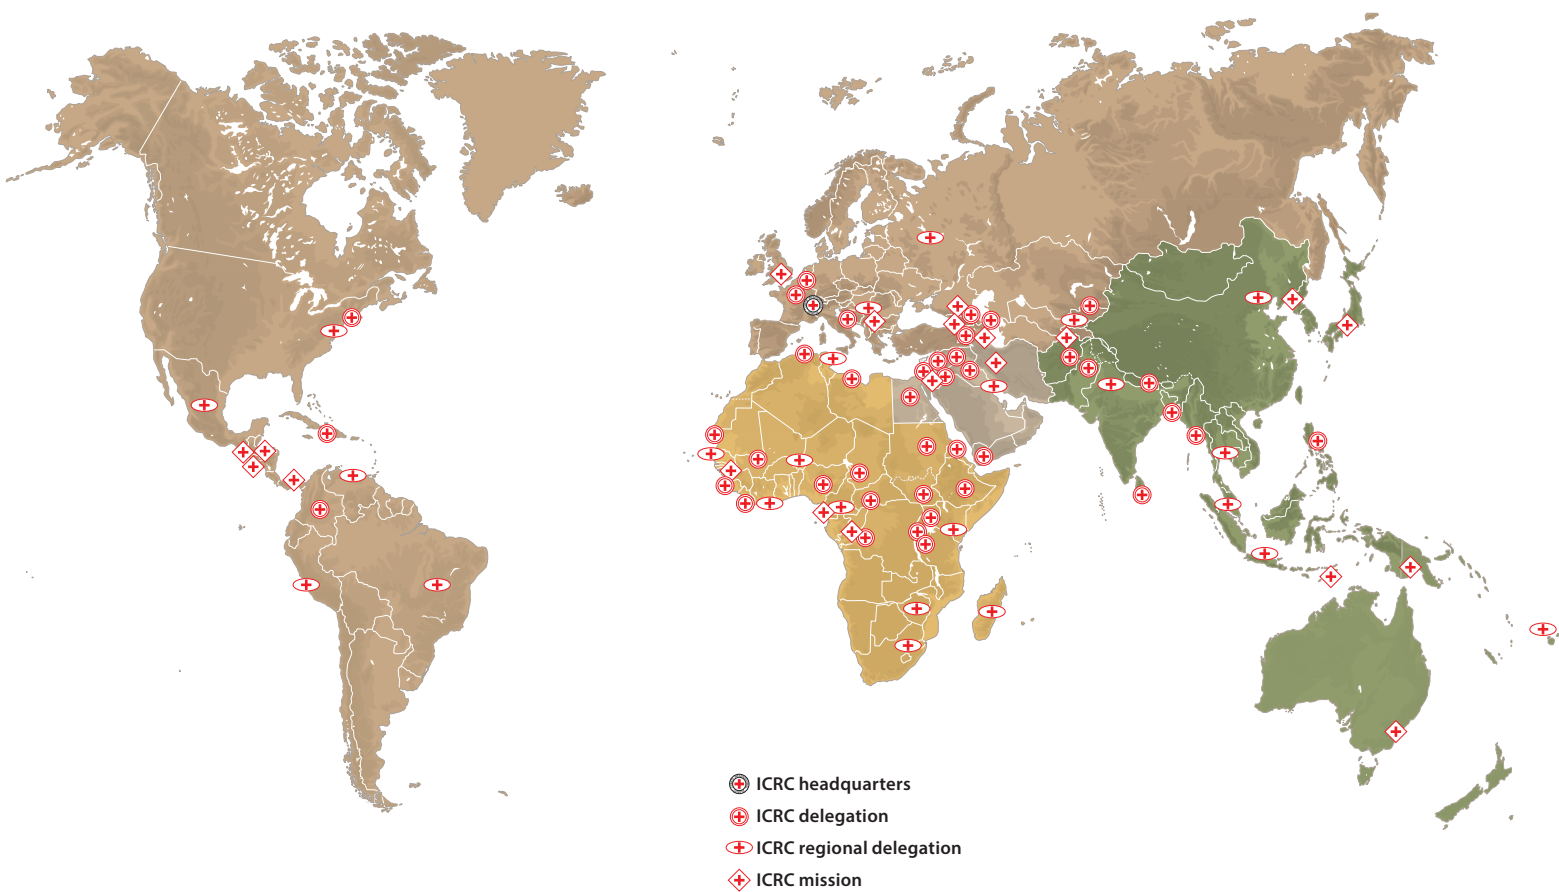 ICRC headquarters
ICRC delegation
ICRC regional delegation
ICRC mission